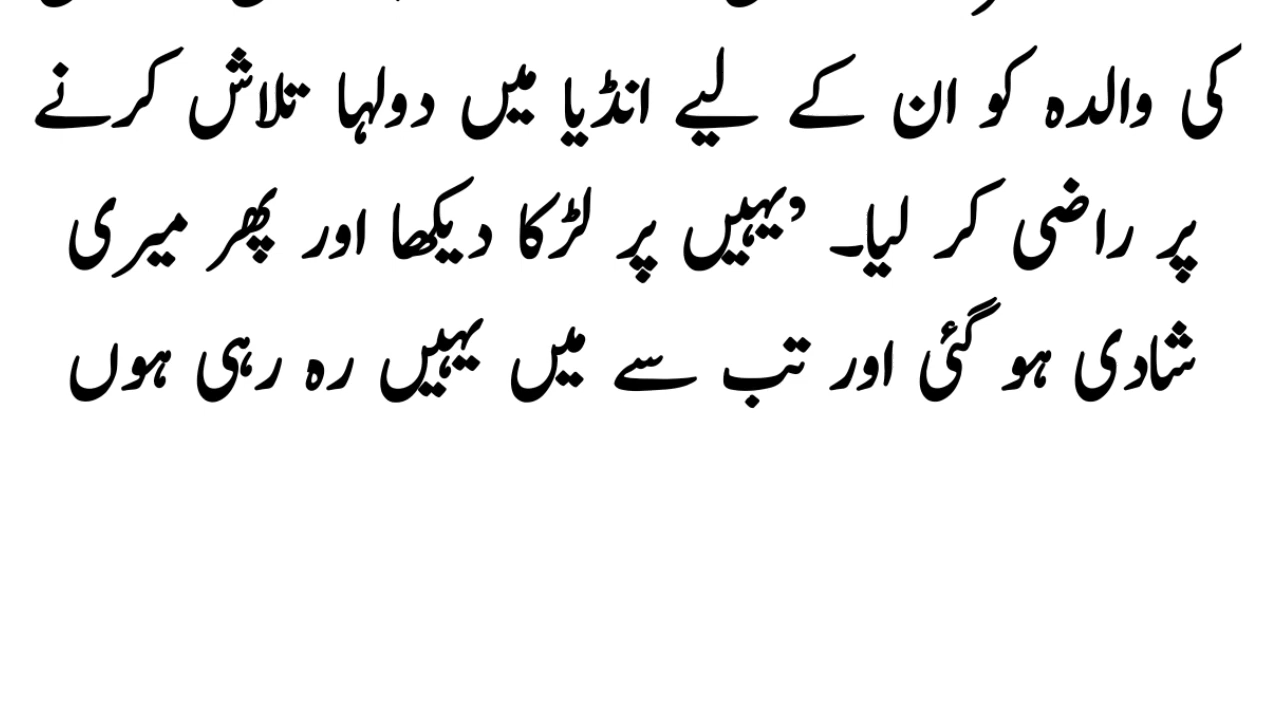 کی والدہ کو ان کے لیے انڈیا میں دولہا تلاش کرنے
پر راضی کر لیا۔ ’یہیں پر لڑکا دیکھا اور پھر میری
شادی ہو گئی اور تب سے میں یہیں رہ رہی ہوں